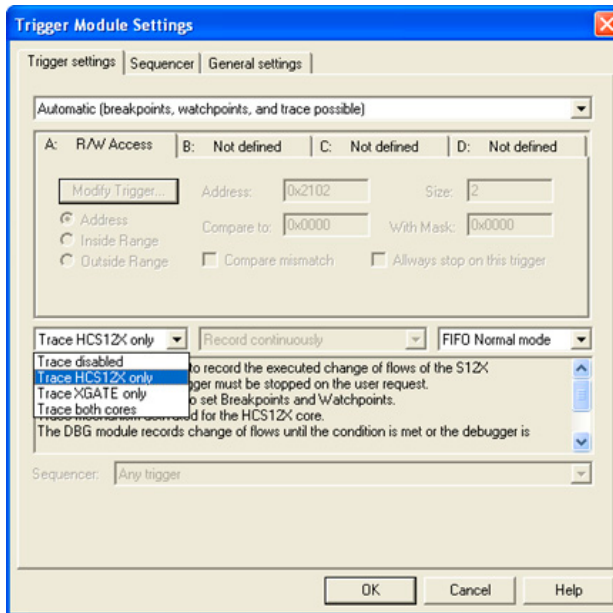 Trigger Module Settings
Trigger settings Sequencer General settings
Automatic (breakpoints, watchpoints, and trace possible)
A: R/W Access B: Not defined C: Not defined D: Not defined
Modify Trigger... Address: 0x2102 Size: 2
Address Compare to: 0x0000 With Mask: 0x0000
Inside Range
Outside Range Compare mismatch Allways stop on this trigger
Trace HCS12X only Record continuously FIFO Normal mode
Trace disabled
Trace HCS12X only to record the executed change of flows of the S12X
Trace XGATE only must be stopped on the user request.
Trace both cores to set Breakpoints and Watchpoints.
for the HCS12X core.
The DBG module records change of flows until the condition is met or the debugger is
Sequencer: Any trigger
OK Cancel Help